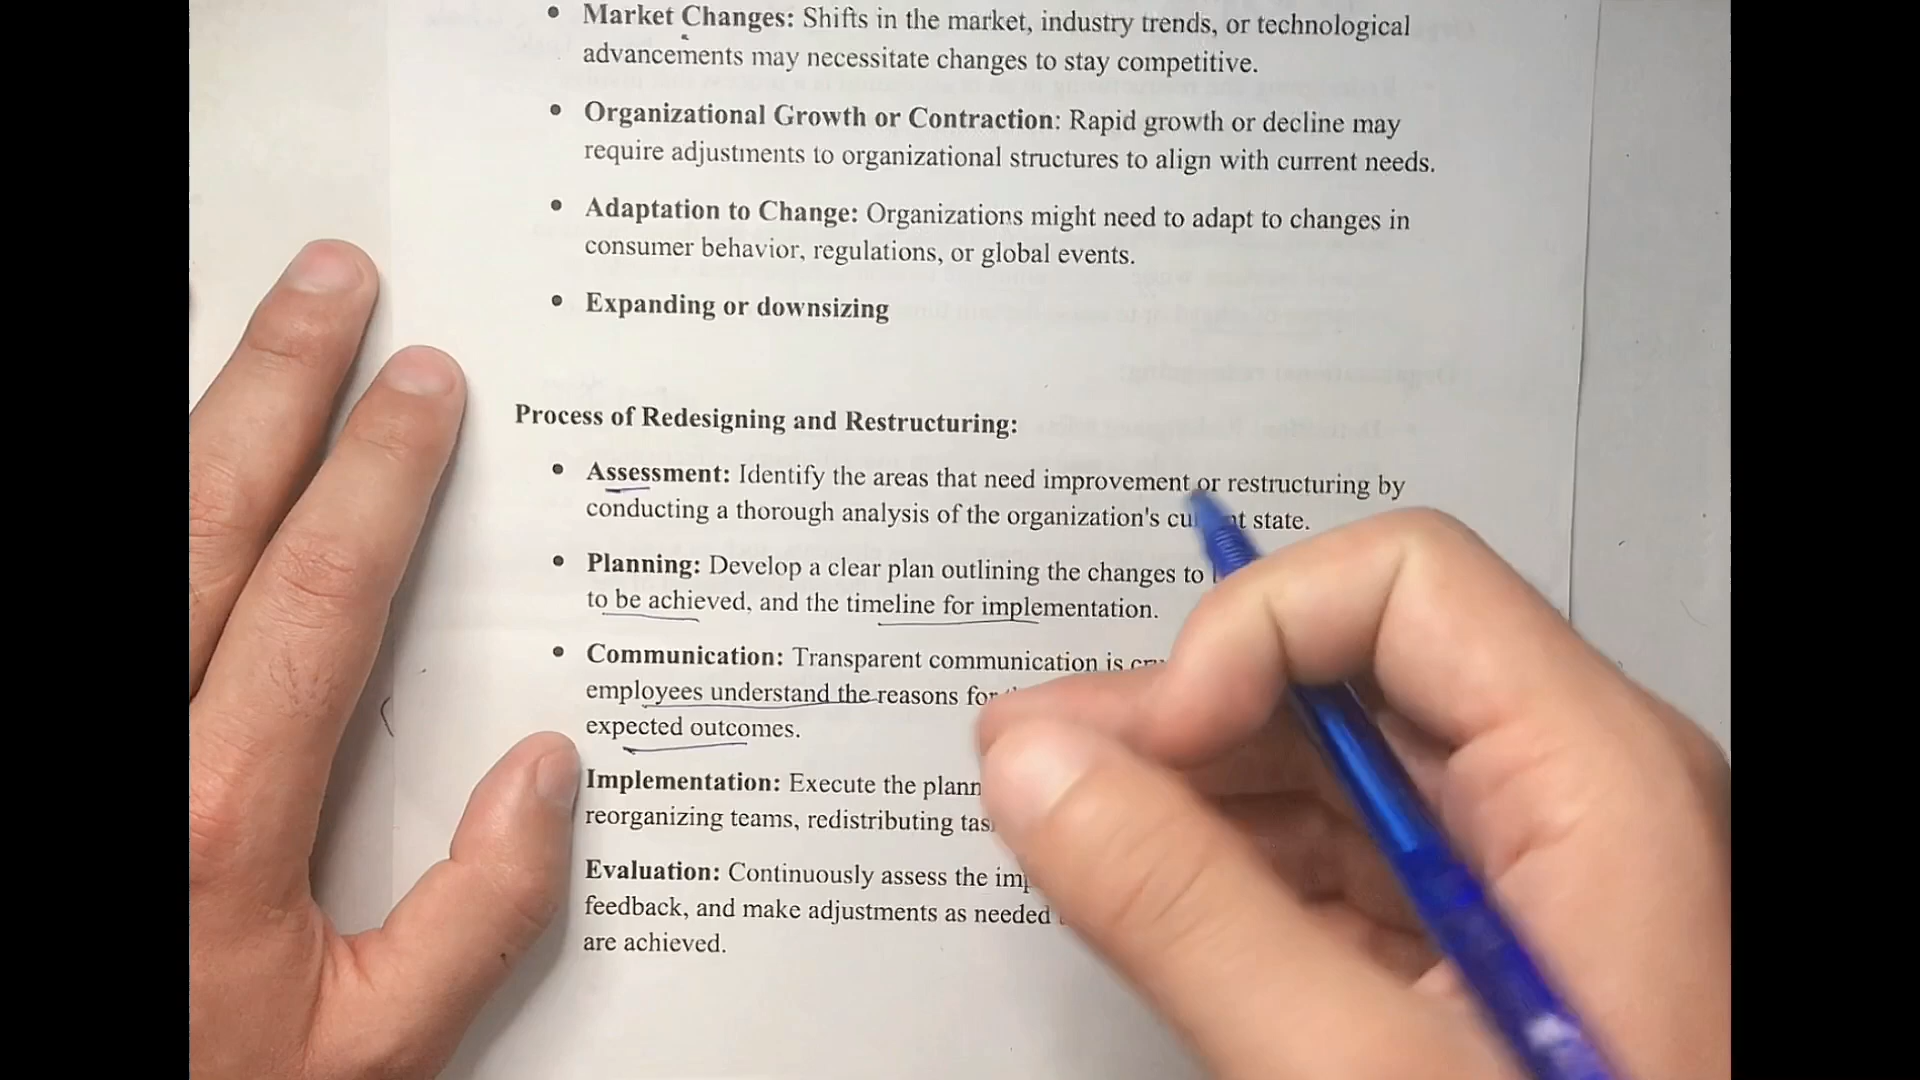 • Market Changes: Shifts in the market, industry trends, or technological
advancements may necessitate changes to stay competitive.
• Organizational Growth or Contraction: Rapid growth or decline may
require adjustments to organizational structures to align with current needs.
• Adaptation to Change: Organizations might need to adapt to changes in
consumer behavior, regulations, or global events.
• Expanding or downsizing
Process of Redesigning and Restructuring:
• Assessment: Identify the areas that need improvement or restructuring by
conducting a thorough analysis of the organization's state.
• Planning: Develop a clear plan outlining the changes to
to be achieved, and the timeline for implementation.
• Communication: Transparent communication is
employees understand the reasons for
expected outcomes.
Implementation: Execute the
reorganizing teams, redistributing
Evaluation: Continuously assess the
feedback, and make adjustments as needed
are achieved.